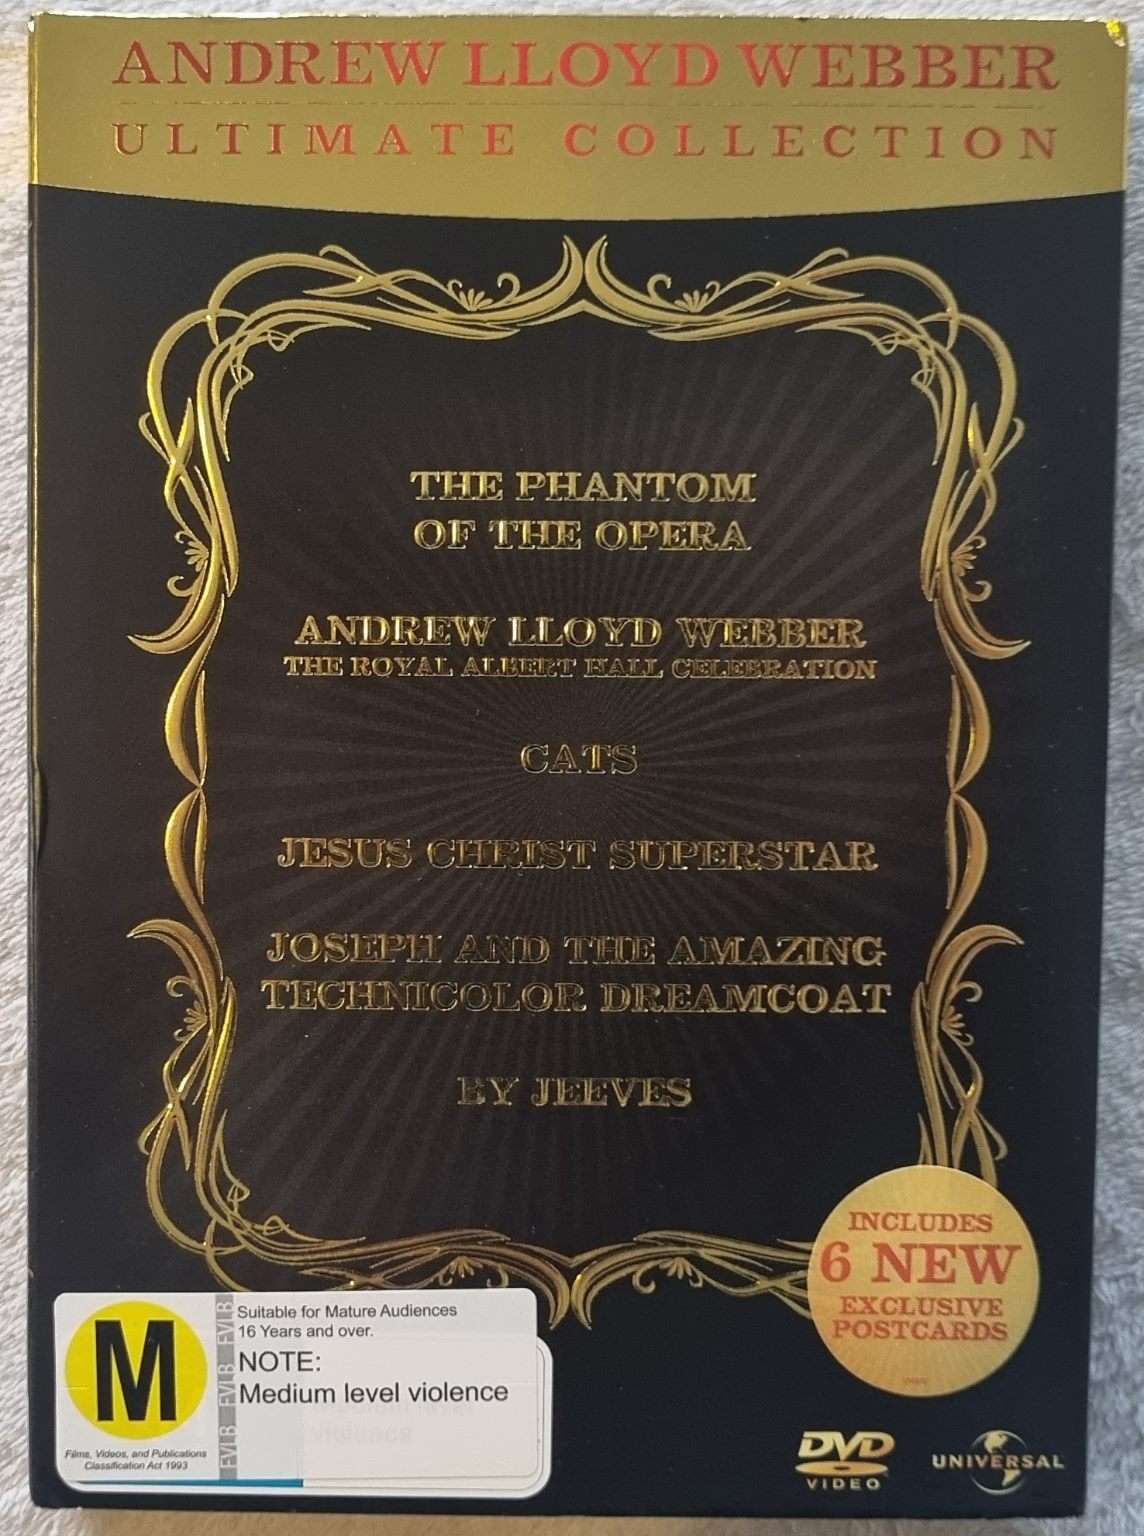 ANDREW LLOYD WEBBER
ULTIMATE COLLECTION
THE PHANTOM
OF THE OPERA
ANDREW LLOYD WEBBER
THE ROYAL ALBERT HALL CELEBRATION
CATS
JESUS CHRIST SUPERSTAR
JOSEPH AND THE AMAZING
TECHNICOLOR DREAMCOAT
BY JEEVES
INCLUDES
6 NEW
EXCLUSIVE
POSTCARDS
M
FVLB FVLB FVLB
Suitable for Mature Audiences
16 Years and over.
NOTE:
Medium level violence
Films, Videos, and Publications
Classification Act 1993
DVD
VIDEO
UNIVERSAL